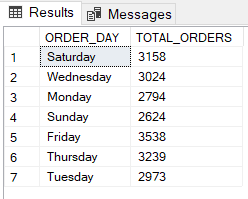 Results Messages
ORDER_DAY TOTAL_ORDERS
1 Saturday 3158
2 Wednesday 3024
3 Monday 2794
4 Sunday 2624
5 Friday 3538
6 Thursday 3239
7 Tuesday 2973